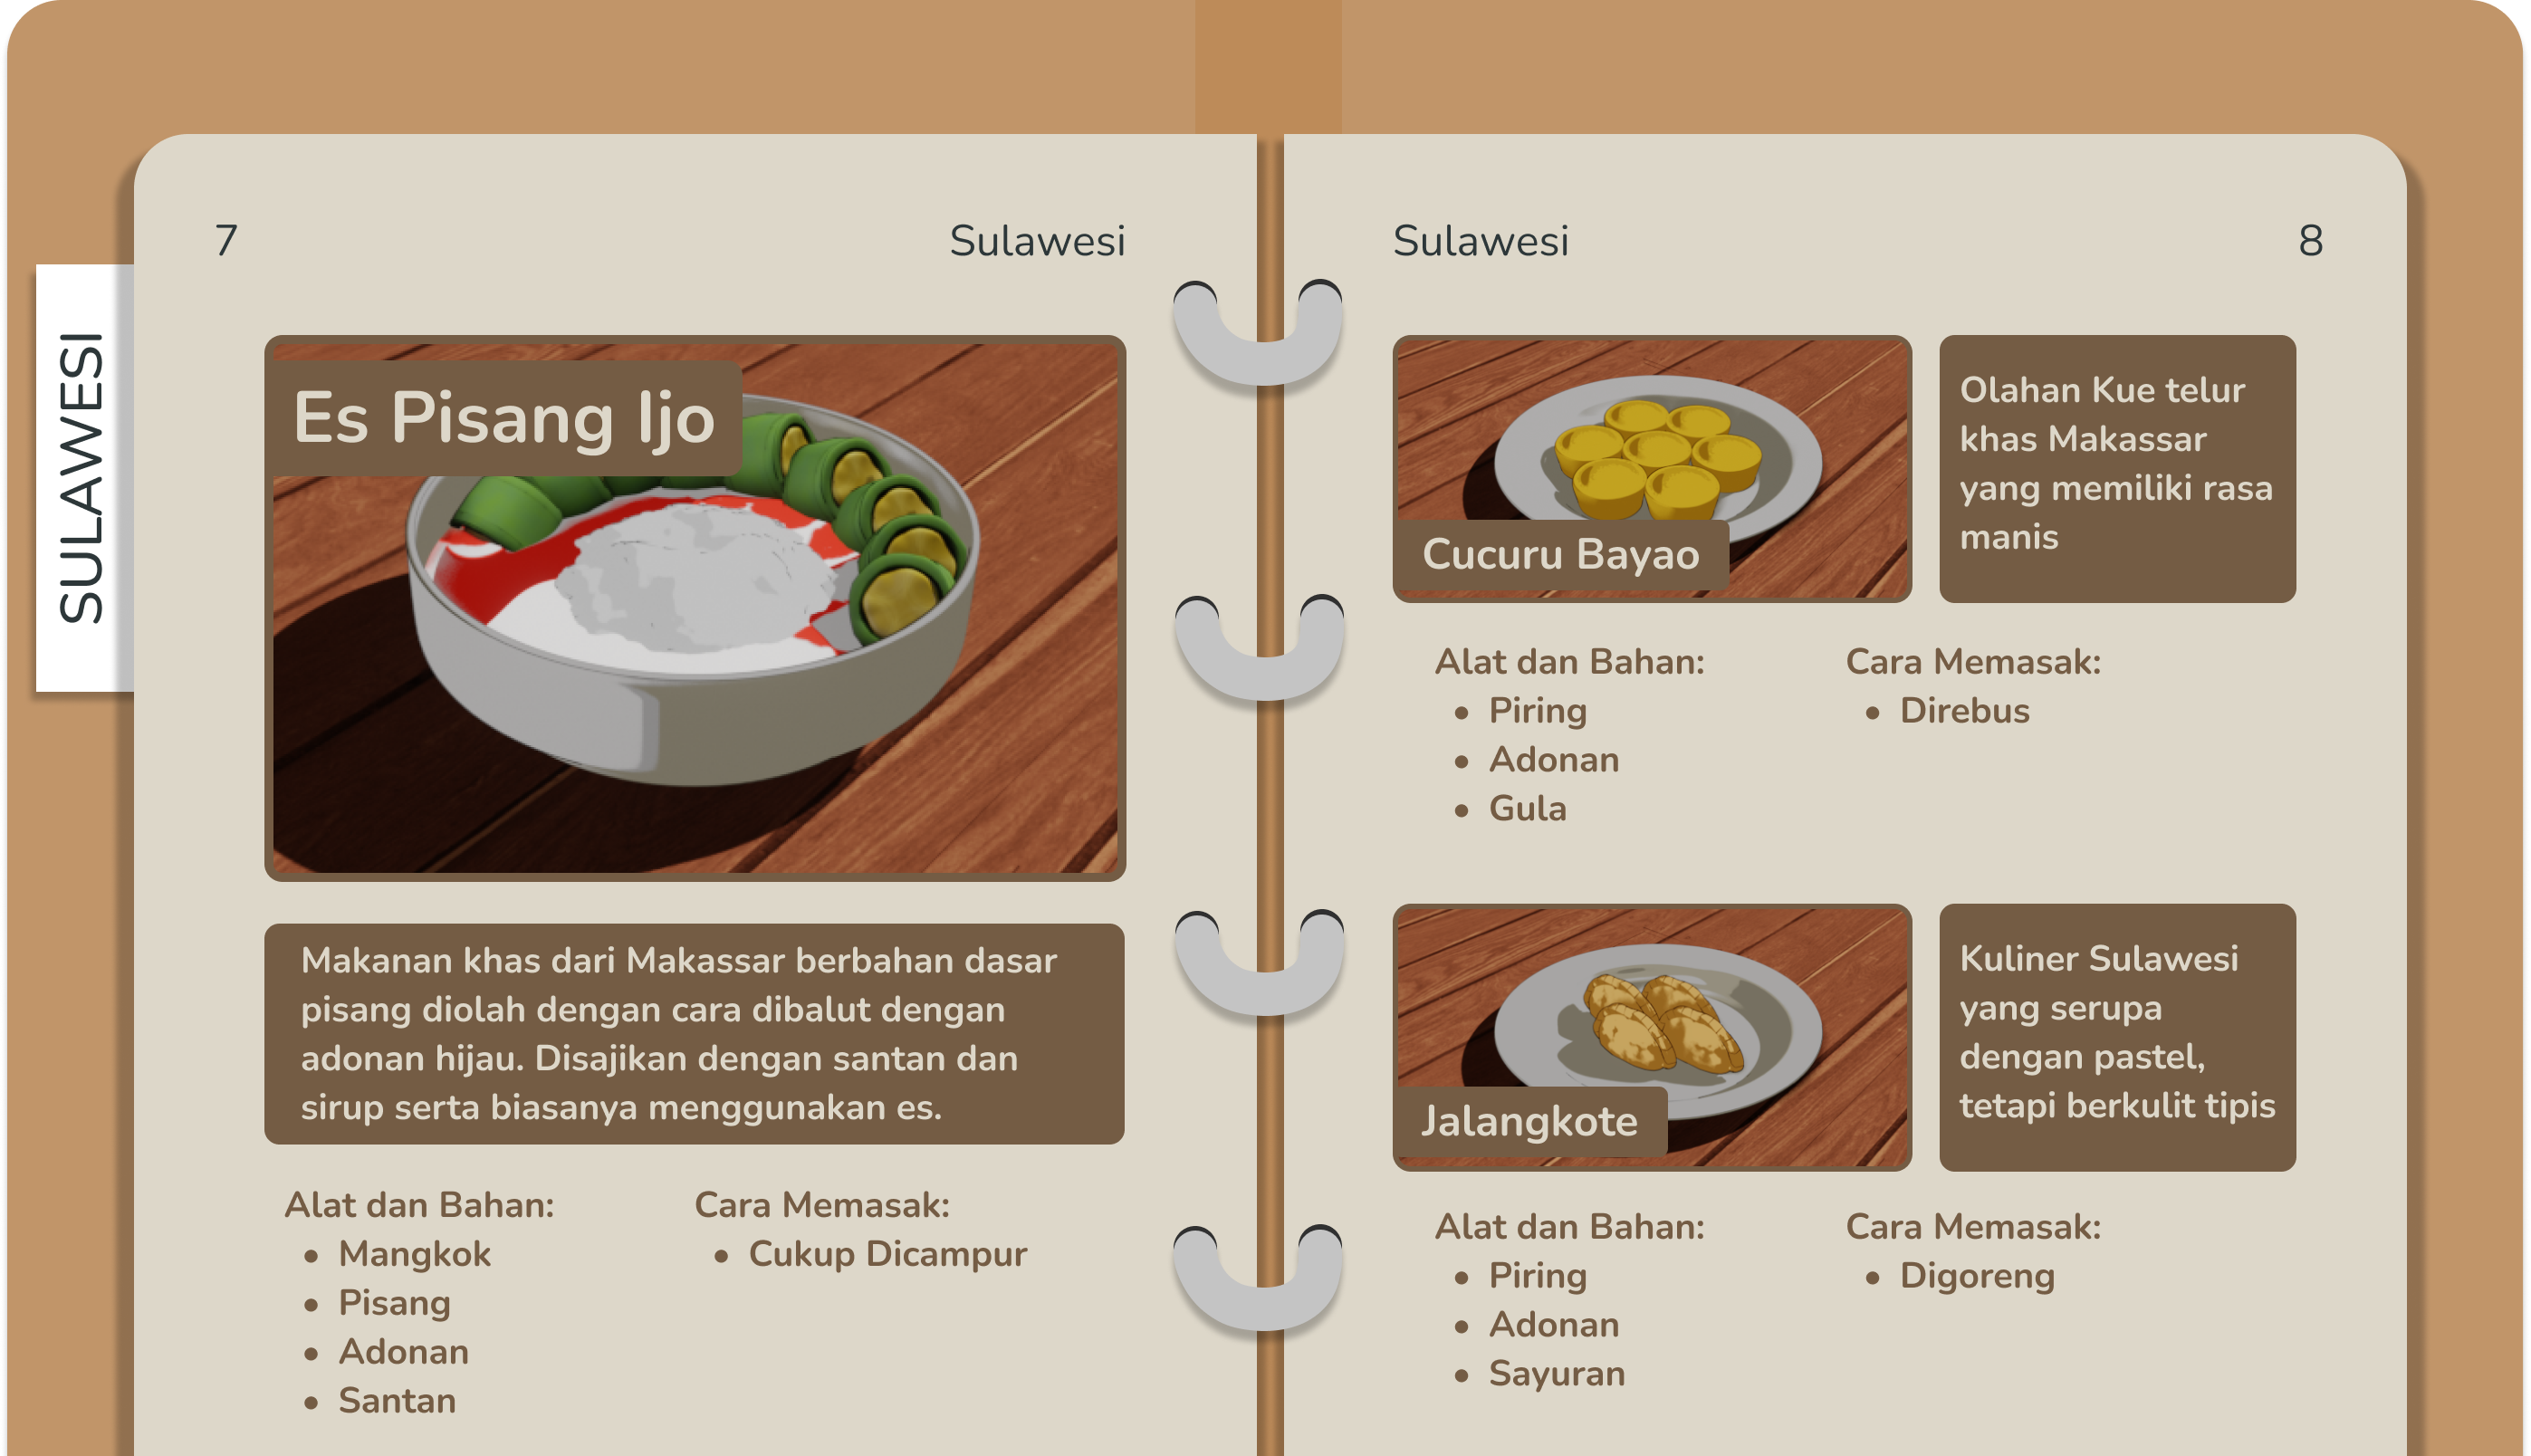 SULAWESI
7
Sulawesi
Es Pisang Ijo
Makanan khas dari Makassar berbahan dasar
pisang diolah dengan cara dibalut dengan
adonan hijau. Disajikan dengan santan dan
sirup serta biasanya menggunakan es.
Alat dan Bahan:
• Mangkok
• Pisang
• Adonan
• Santan
Cara Memasak:
• Cukup Dicampur
Sulawesi
8
Cucuru Bayao
Olahan Kue telur
khas Makassar
yang memiliki rasa
manis
Alat dan Bahan:
• Piring
• Adonan
• Gula
Cara Memasak:
• Direbus
Jalangkote
Kuliner Sulawesi
yang serupa
dengan pastel,
tetapi berkulit tipis
Alat dan Bahan:
• Piring
• Adonan
• Sayuran
Cara Memasak:
• Digoreng